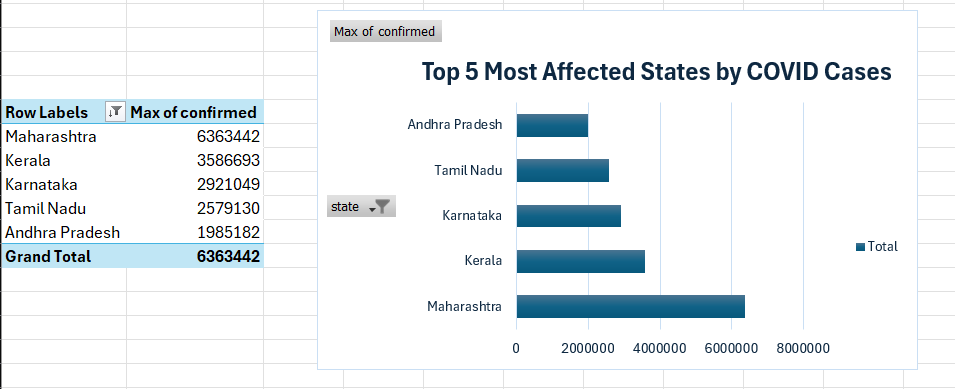 Row Labels Max of confirmed
Maharashtra 6363442
Kerala 3586693
Karnataka 2921049
Tamil Nadu 2579130
Andhra Pradesh 1985182
Grand Total 6363442
Max of confirmed
Top 5 Most Affected States by COVID Cases
Andhra Pradesh
Tamil Nadu
state
Karnataka
Kerala
Total
Maharashtra
0 2000000 4000000 6000000 8000000